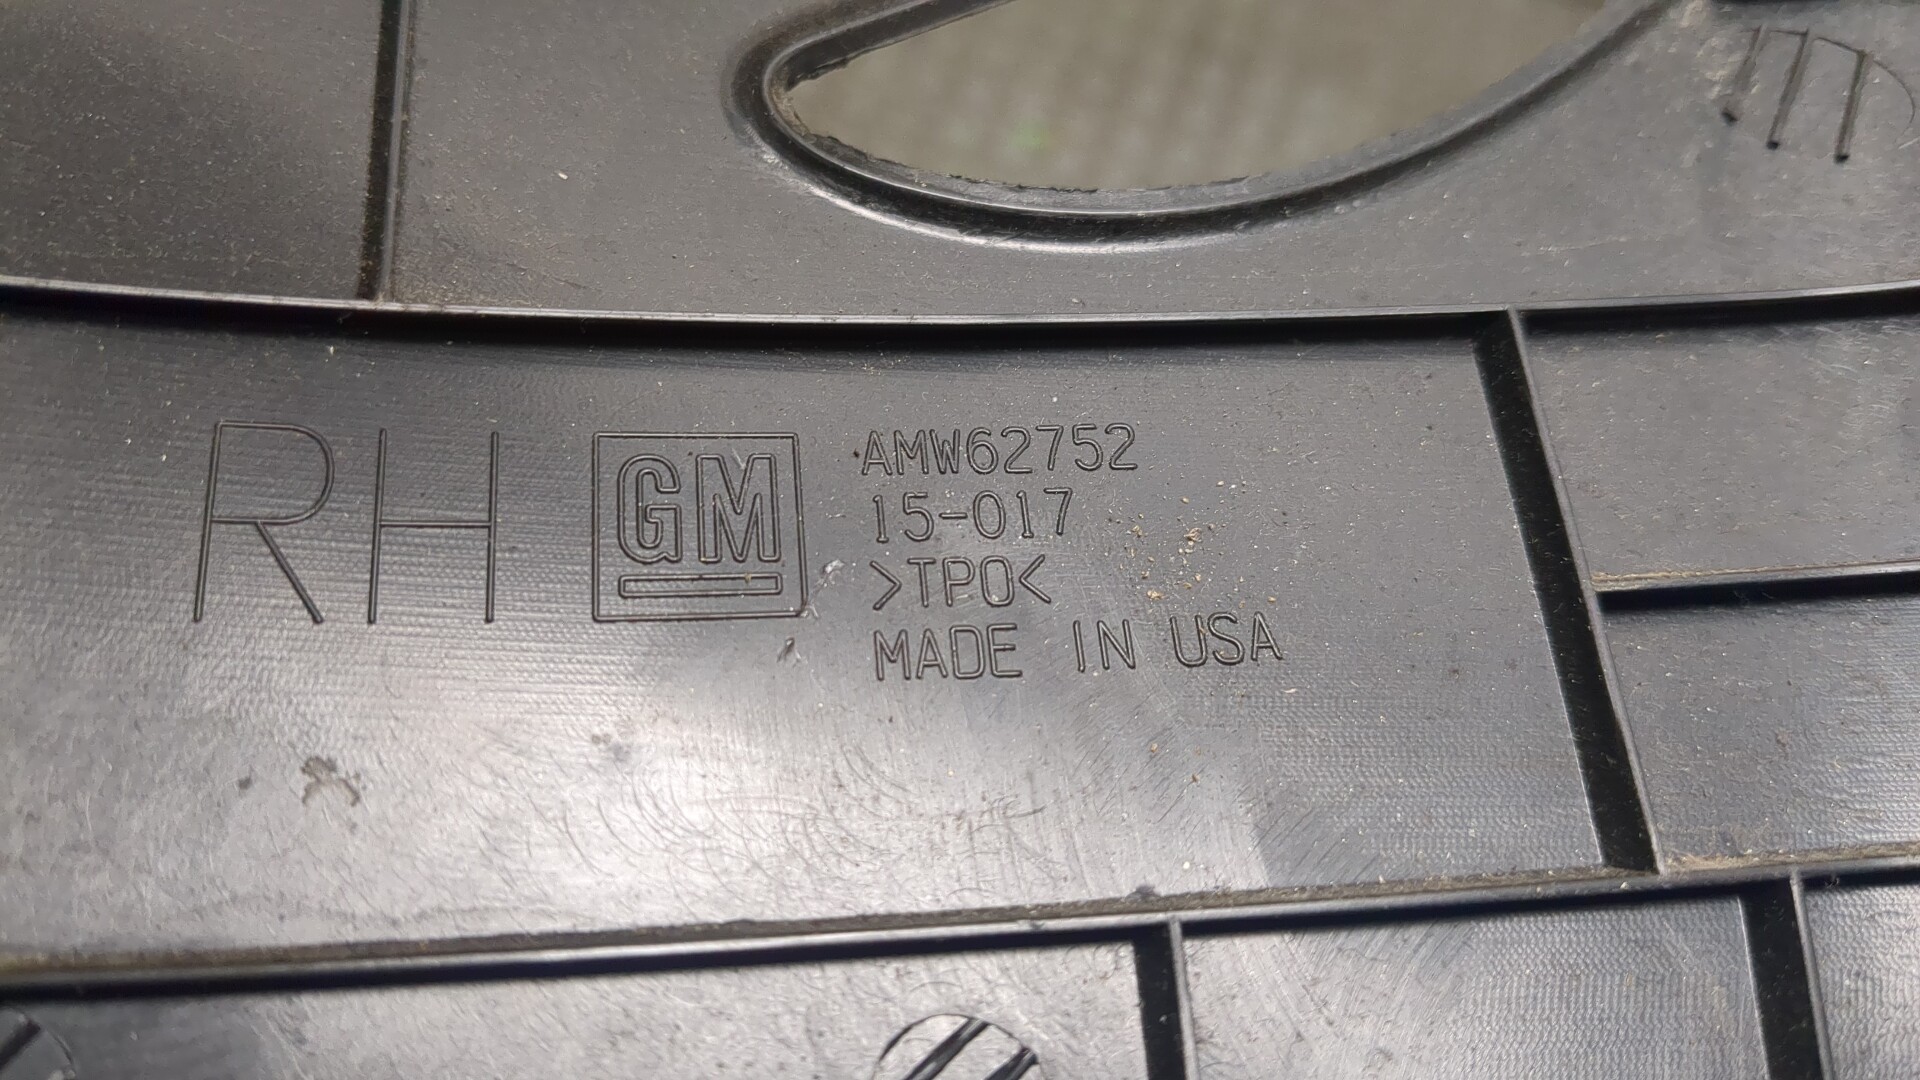 RH
GM
AMW62752
15-017
>TPO<
MADE IN USA